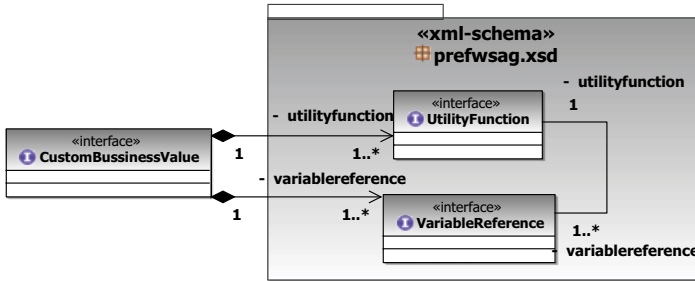 «xml-schema»
prefwsag.xsd
- utilityfunction
1
- utilityfunction
«interface»
UtilityFunction
«interface»
CustomBussinessValue
1
1..*
- variablereference
1
1..*
«interface»
VariableReference
1..*
- variablereference